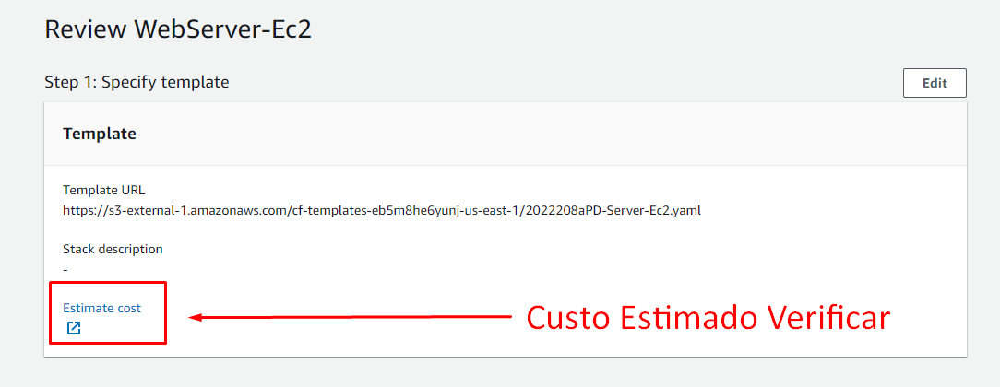 Review WebServer-Ec2
Step 1: Specify template
Edit
Template
Template URL
https://s3-external-1.amazonaws.com/cf-templates-eb5m8he6yunj-us-east-1/2022208aPD-Server-Ec2.yaml
Stack description
-
Estimate cost
Custo Estimado Verificar